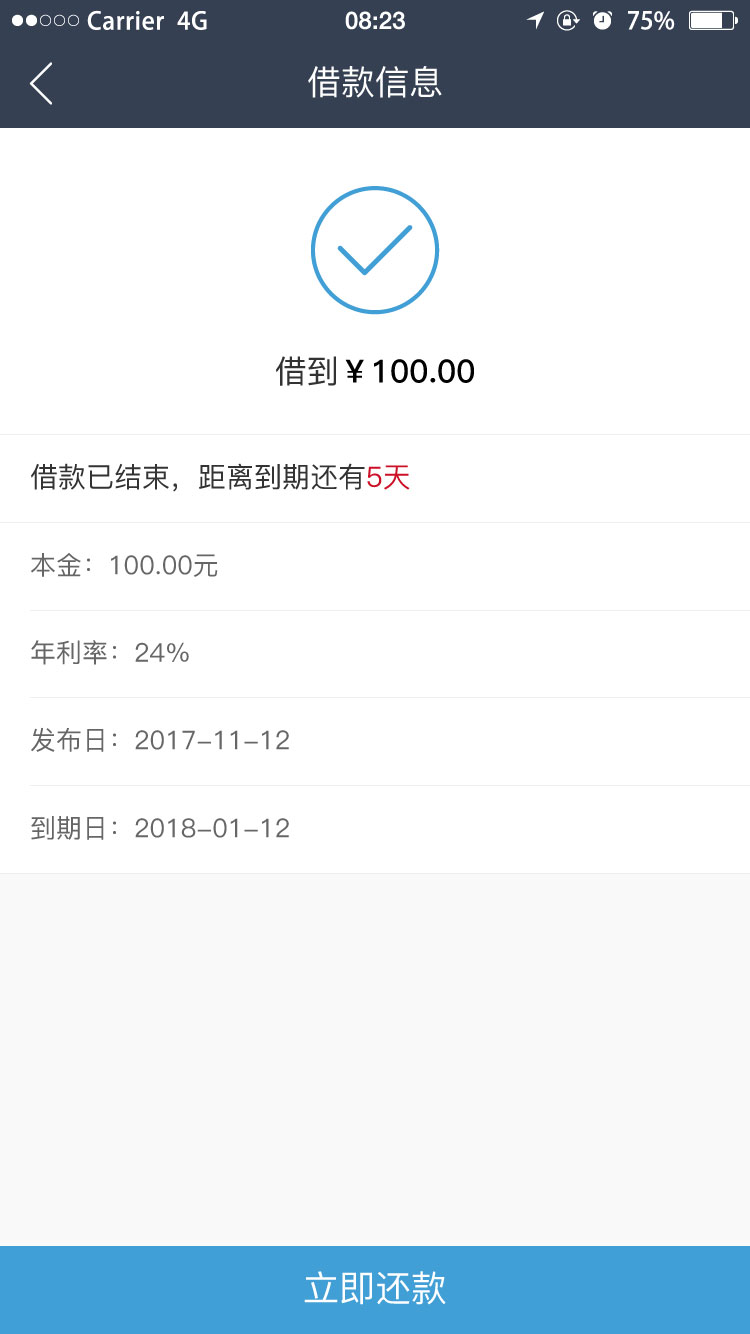 Carrier 4G 08:23 75%
借款信息
借到 ¥ 100.00
借款已结束，距离到期还有5天
本金：100.00元
年利率：24%
发布日：2017-11-12
到期日：2018-01-12
立即还款